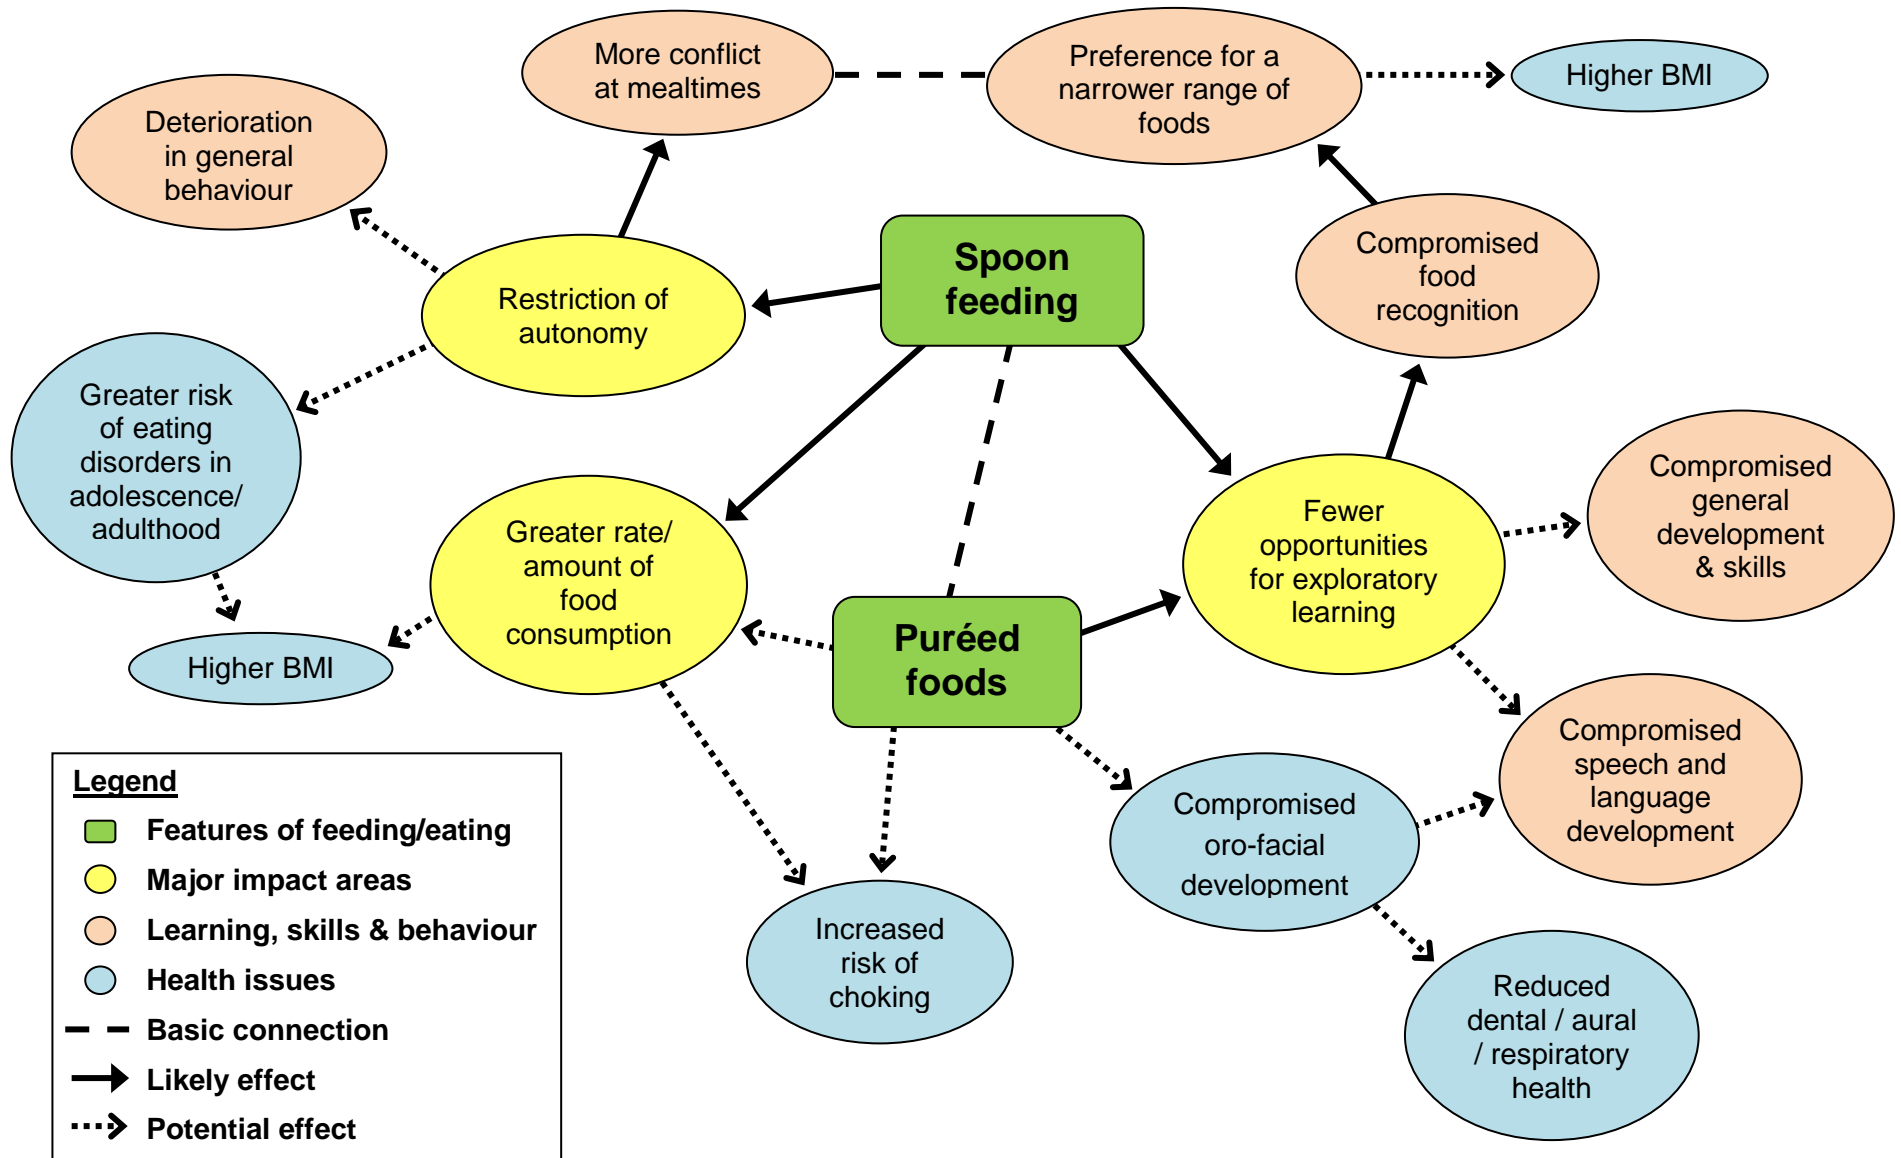 More conflict
at mealtimes
Preference for a
narrower range of
foods
Higher BMI
Deterioration
in general
behaviour
Spoon
feeding
Compromised
food
recognition
Restriction of
autonomy
Greater risk
of eating
disorders in
adolescence/
adulthood
Greater rate/
amount of
food
consumption
Fewer
opportunities
for exploratory
learning
Compromised
general
development
& skills
Higher BMI
Puréed
foods
Compromised
speech and
language
development
Compromised
oro-facial
development
Increased
risk of
choking
Reduced
dental / aural
/ respiratory
health
Legend
Features of feeding/eating
Major impact areas
Learning, skills & behaviour
Health issues
Basic connection
Likely effect
Potential effect